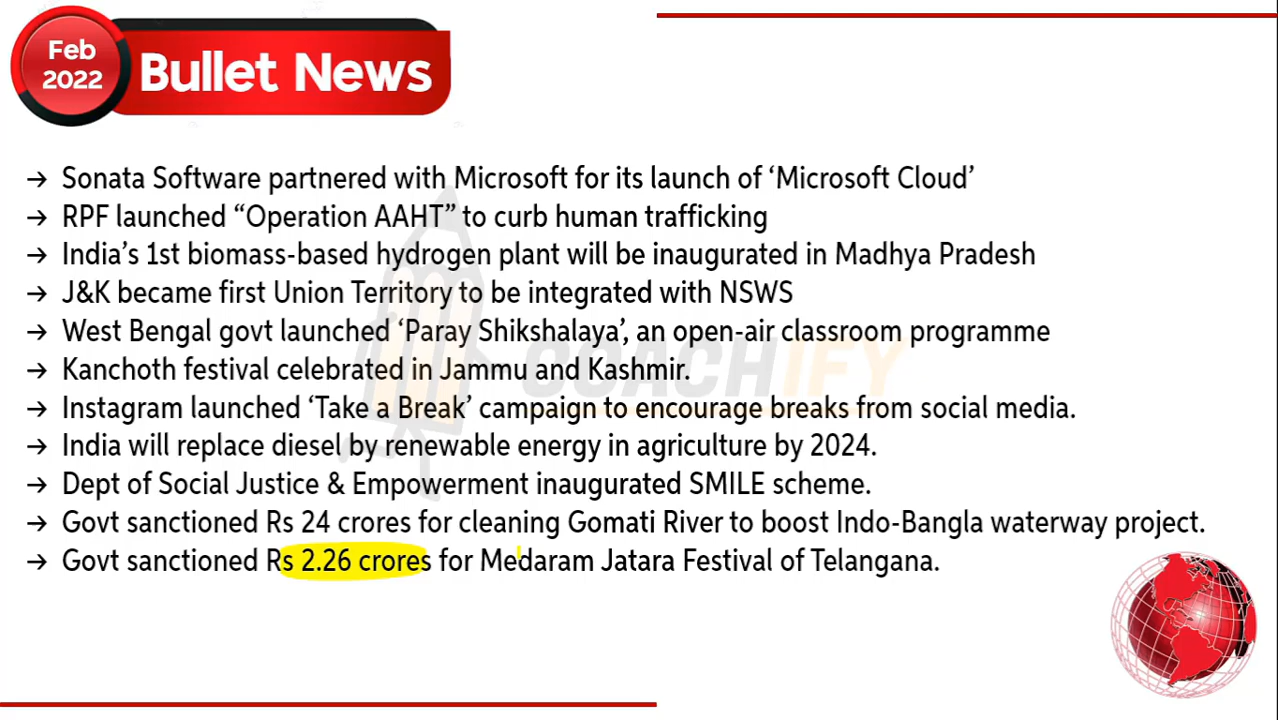 Feb
2022
Bullet News
→ Sonata Software partnered with Microsoft for its launch of ‘Microsoft Cloud’
→ RPF launched “Operation AAHT” to curb human trafficking
→ India’s 1st biomass-based hydrogen plant will be inaugurated in Madhya Pradesh
→ J&K became first Union Territory to be integrated with NSWS
→ West Bengal govt launched ‘Paray Shikshalaya’, an open-air classroom programme
COACHIFY
→ Kanchoth festival celebrated in Jammu and Kashmir.
→ Instagram launched ‘Take a Break’ campaign to encourage breaks from social media.
→ India will replace diesel by renewable energy in agriculture by 2024.
→ Dept of Social Justice & Empowerment inaugurated SMILE scheme.
→ Govt sanctioned Rs 24 crores for cleaning Gomati River to boost Indo-Bangla waterway project.
→ Govt sanctioned Rs 2.26 crores for Medaram Jatara Festival of Telangana.